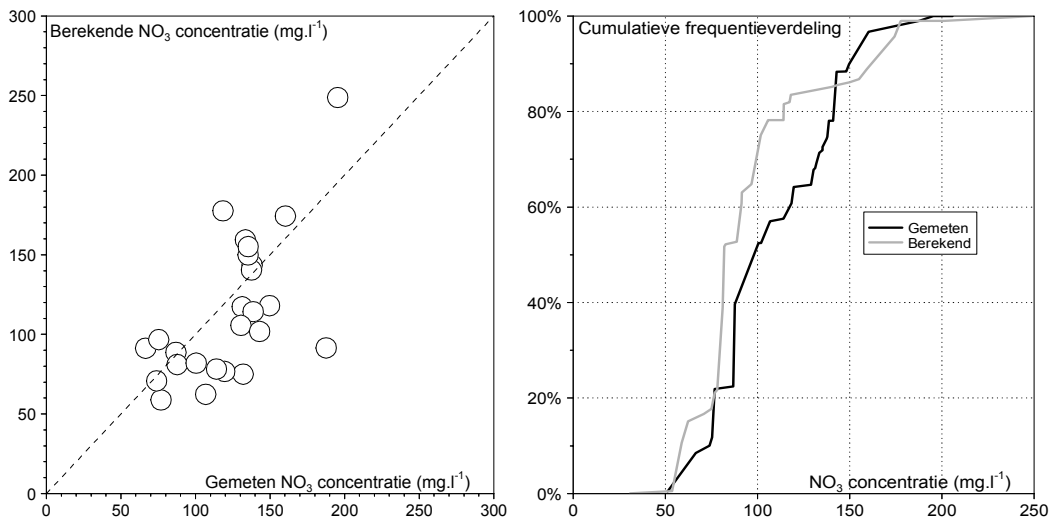 Berekende NO₃ concentratie (mg.l⁻¹)
300
250
200
150
100
50
0
Gemeten NO₃ concentratie (mg.l⁻¹)
0 50 100 150 200 250 300
Cumulatieve frequentieverdeling
100%
80%
60%
40%
20%
0%
Gemeten
Berekend
NO₃ concentratie (mg.l⁻¹)
0 50 100 150 200 250